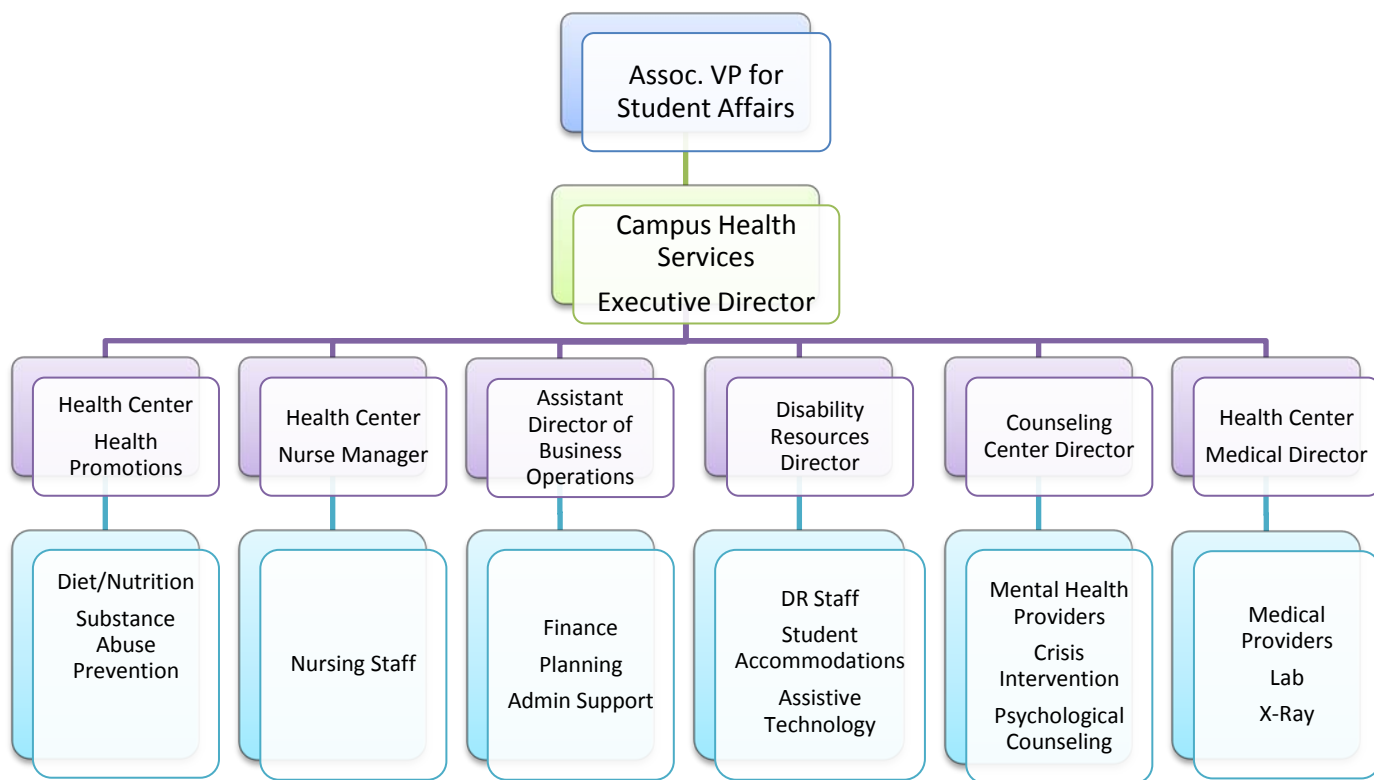 Assoc. VP for
Student Affairs
Campus Health
Services
Executive Director
Health Center
Health
Promotions
Health Center
Nurse Manager
Assistant
Director of
Business
Operations
Disability
Resources
Director
Counseling
Center Director
Health Center
Medical Director
Diet/Nutrition
Substance
Abuse
Prevention
Nursing Staff
Finance
Planning
Admin Support
DR Staff
Student
Accommodations
Assistive
Technology
Mental Health
Providers
Crisis
Intervention
Psychological
Counseling
Medical
Providers
Lab
X-Ray